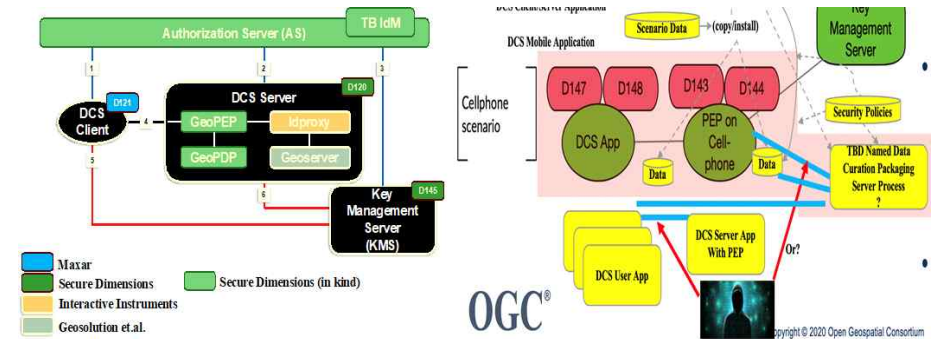 TB IdM
Authorization Server (AS)
1
2
3
D121
DCS
Client
4
DCS Server
D120
GeoPEP
Idproxy
GeoPDP
Geoserver
5
6
D145
Key
Management
Server
(KMS)
Maxar
Secure Dimensions
Interactive Instruments
Geosolution et.al.
Secure Dimensions (in kind)
DCS Client/Server Application
Scenario Data
(copy/install)
Key
Management
Server
DCS Mobile Application
Cellphone
scenario
D147
D148
D143
D144
DCS App
PEP on
Cell-
phone
Data
Data
Security Policies
TBD Named Data
Curation Packaging
Server Process
?
DCS User App
DCS Server App
With PEP
Or?
OGC®
opyright © 2020 Open Geospatial Consortium